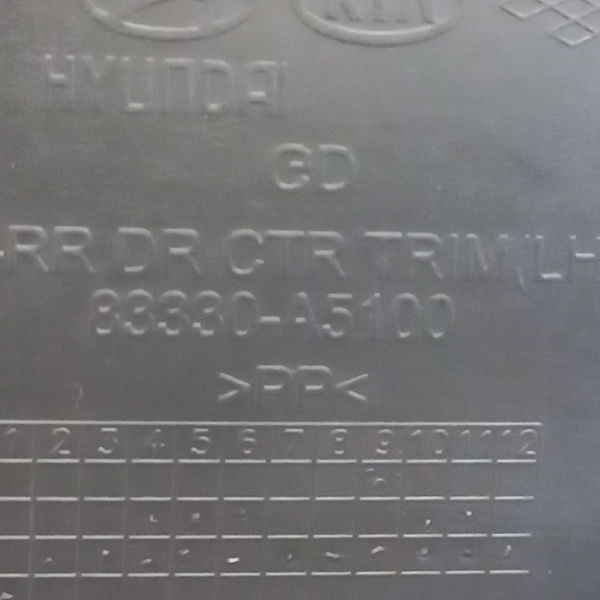 KIA
HYUNDAI
GD
-RR DR CTR TRIM,LH
83330-A5100
>PP<
1 2 3 4 5 6 7 8 9 10 11 12